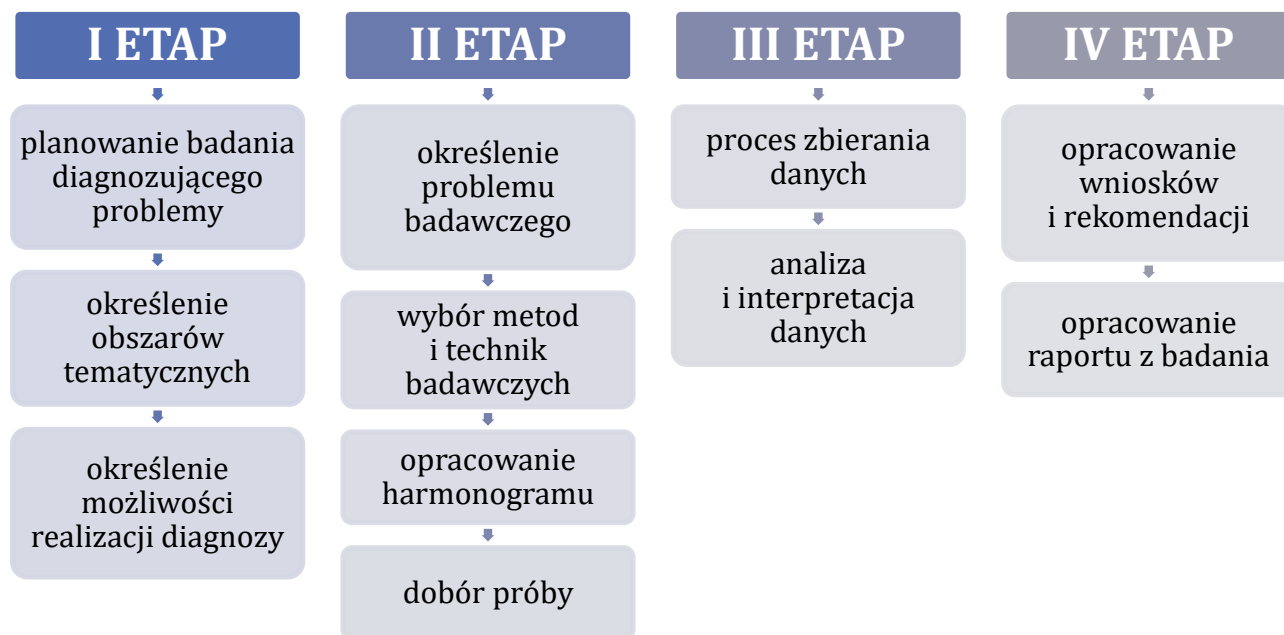 I ETAP
planowanie badania
diagnozującego
problemy
określenie
obszarów
tematycznych
określenie
możliwości
realizacji diagnozy
II ETAP
określenie
problemu
badawczego
wybór metod
i technik
badawczych
opracowanie
harmonogramu
dobór próby
III ETAP
proces zbierania
danych
analiza
i interpretacja
danych
IV ETAP
opracowanie
wniosków
i rekomendacji
opracowanie
raportu z badania